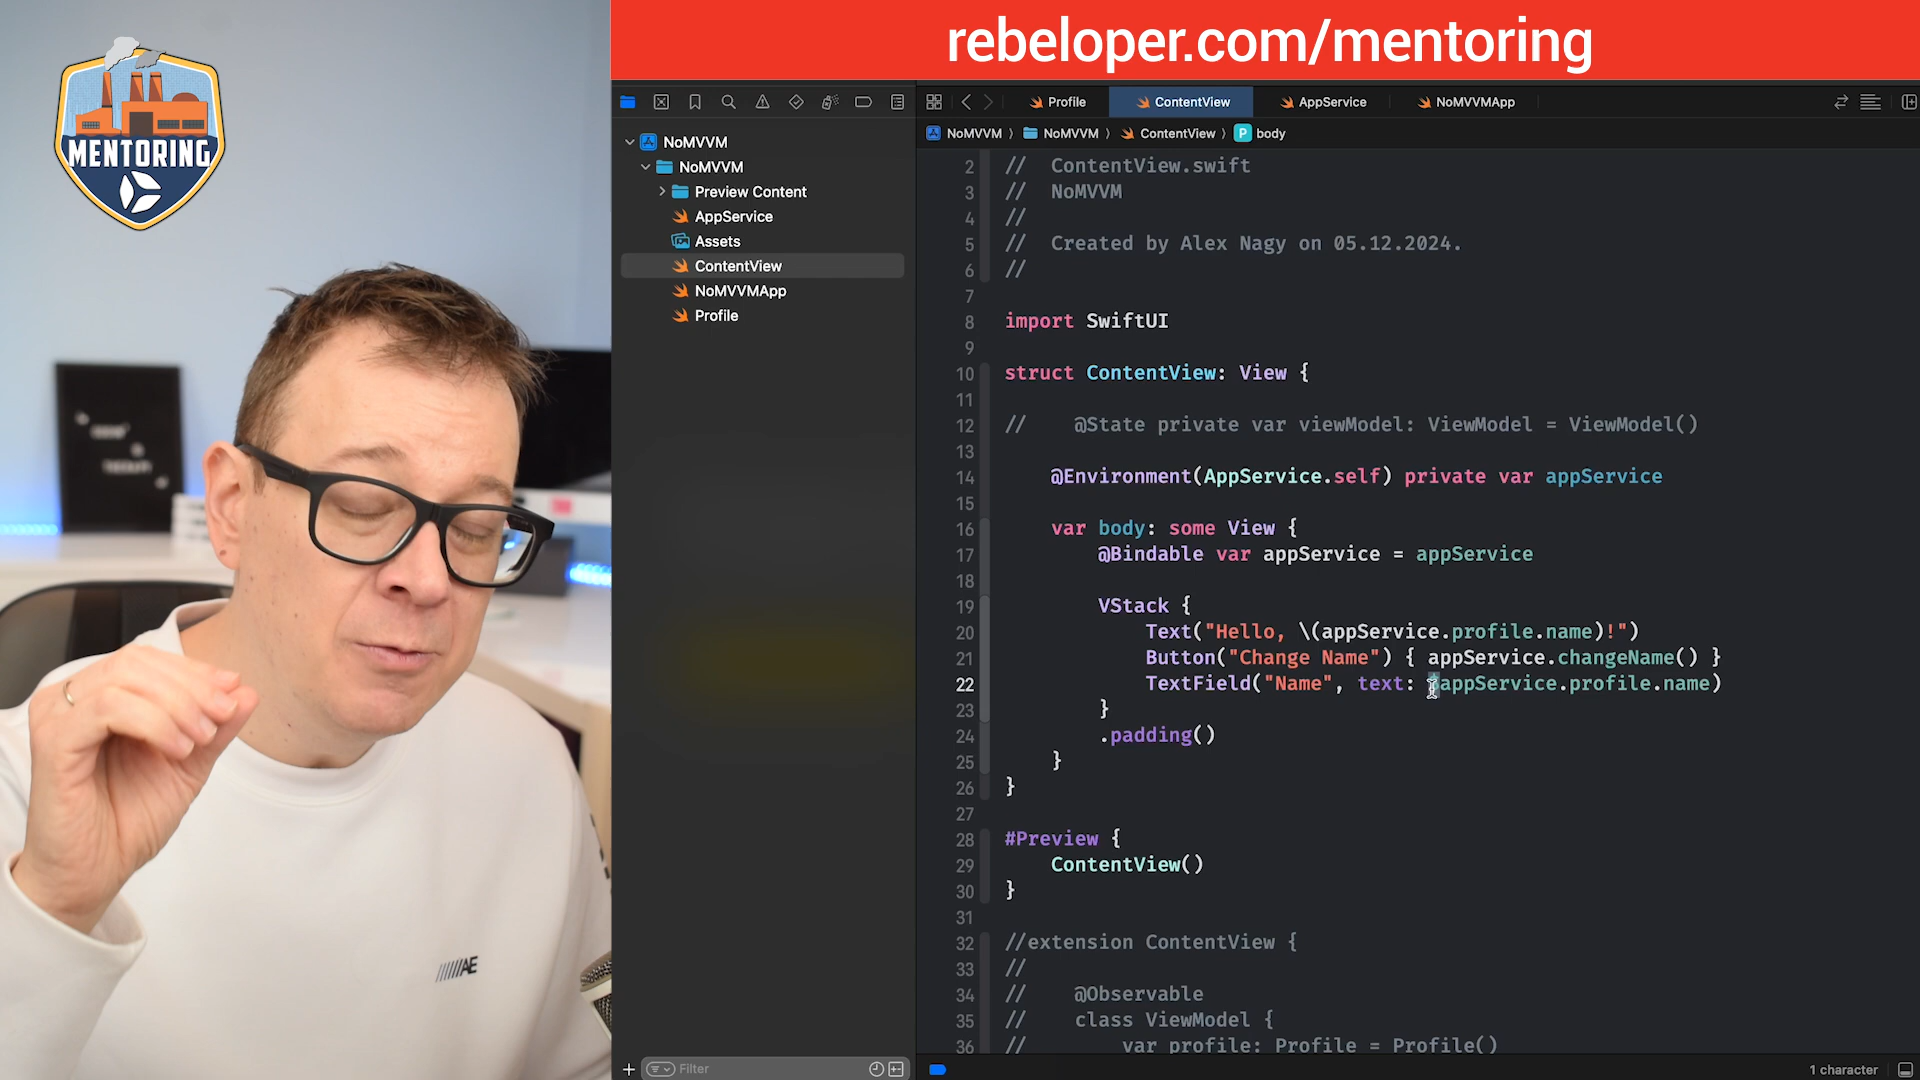 rebeloper.com/mentoring
MENTORING
Profile
ContentView
AppService
NoMVVMApp
NoMVVM
NoMVVM
ContentView
P
body
NoMVVM
NoMVVM
Preview Content
AppService
Assets
ContentView
NoMVVMApp
Profile
2 //  ContentView.swift
3 //  NoMVVM
4 //
5 //  Created by Alex Nagy on 05.12.2024.
6 //
7
8 import SwiftUI
9
10 struct ContentView: View {
11
12 //    @State private var viewModel: ViewModel = ViewModel()
13
14     @Environment(AppService.self) private var appService
15
16     var body: some View {
17         @Bindable var appService = appService
18
19         VStack {
20             Text("Hello, \(appService.profile.name)!")
21             Button("Change Name") { appService.changeName() }
22             TextField("Name", text: appService.profile.name)
23         }
24         .padding()
25     }
26 }
27
28 #Preview {
29     ContentView()
30 }
31
32 //extension ContentView {
33 //
34 //    @Observable
35 //    class ViewModel {
36 //        var profile: Profile = Profile()
Filter
1 character
AE